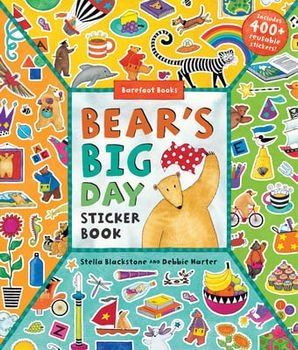 Barefoot Books
Includes
400+
reusable
stickers!
BEAR'S
BIG
DAY
STICKER
BOOK
Stella Blackstone AND Debbie Harter